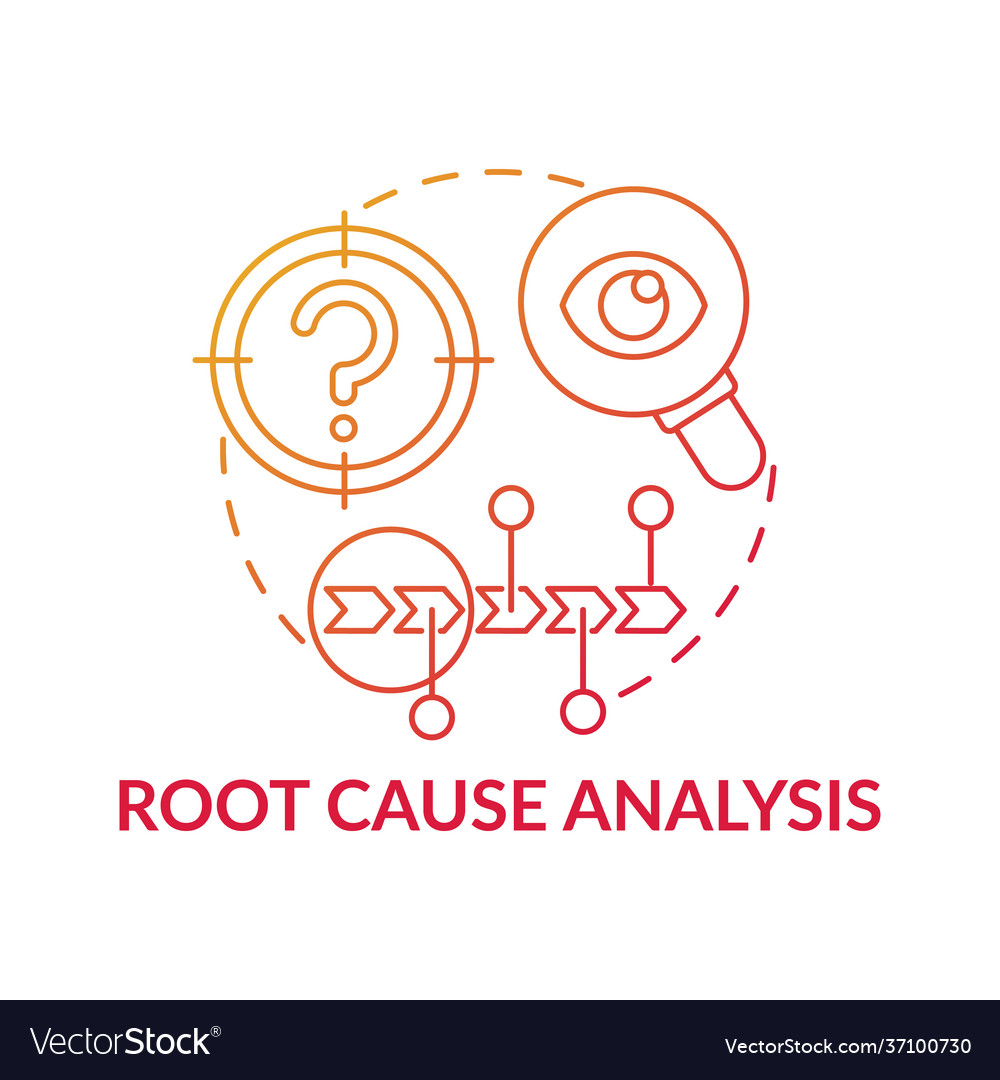 ?
ROOT CAUSE ANALYSIS
VectorStock®
VectorStock.com/37100730